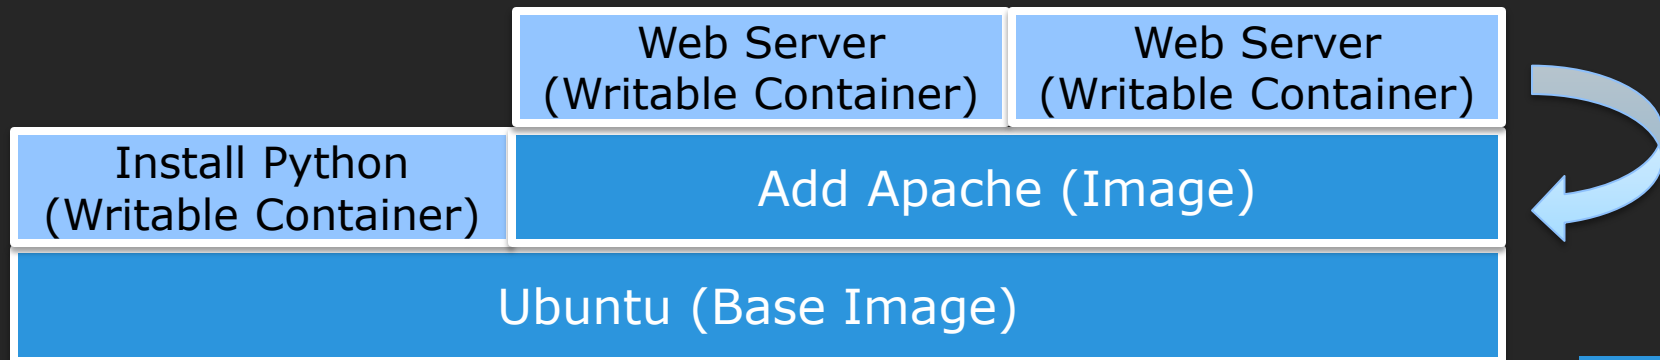 Web Server
(Writable Container)
Web Server
(Writable Container)
Install Python
(Writable Container)
Add Apache (Image)
Ubuntu (Base Image)